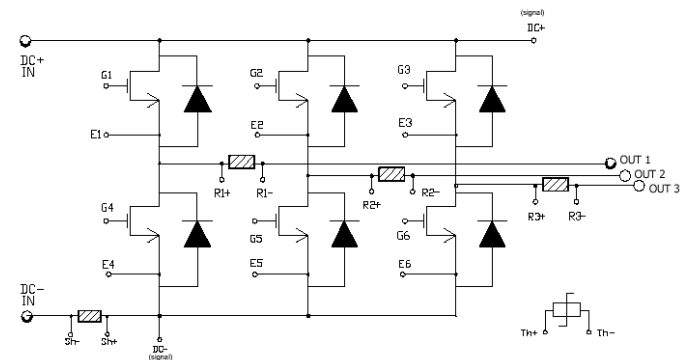 (signal)
DC+
DC+
IN
G1
G2
G3
E1
E2
E3
OUT 1
OUT 2
OUT 3
R1+
R1-
R2+
R2-
R3+
R3-
G4
G5
G6
E4
E5
E6
DC-
IN
Sh-
Sh+
DC-
(signal)
Th+
Th-